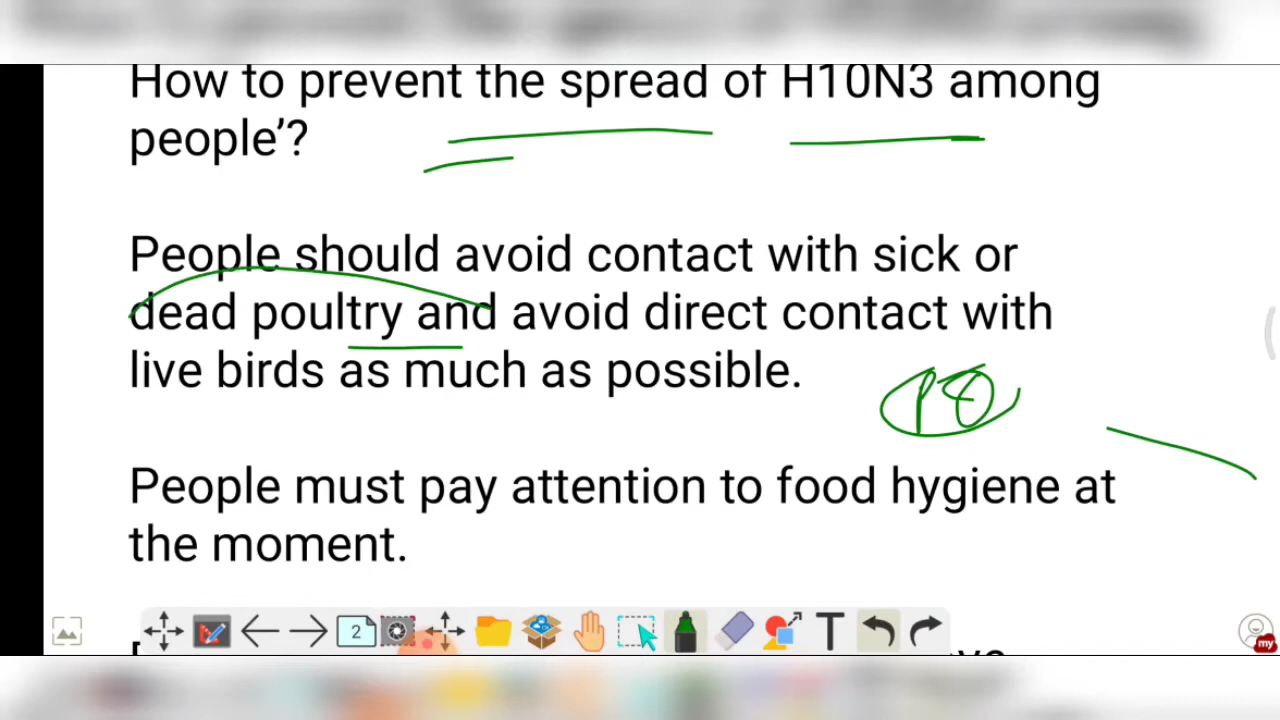 How to prevent the spread of H10N3 among
people'?
People should avoid contact with sick or
dead poultry and avoid direct contact with
live birds as much as possible.
People must pay attention to food hygiene at
the moment.
2
T
my